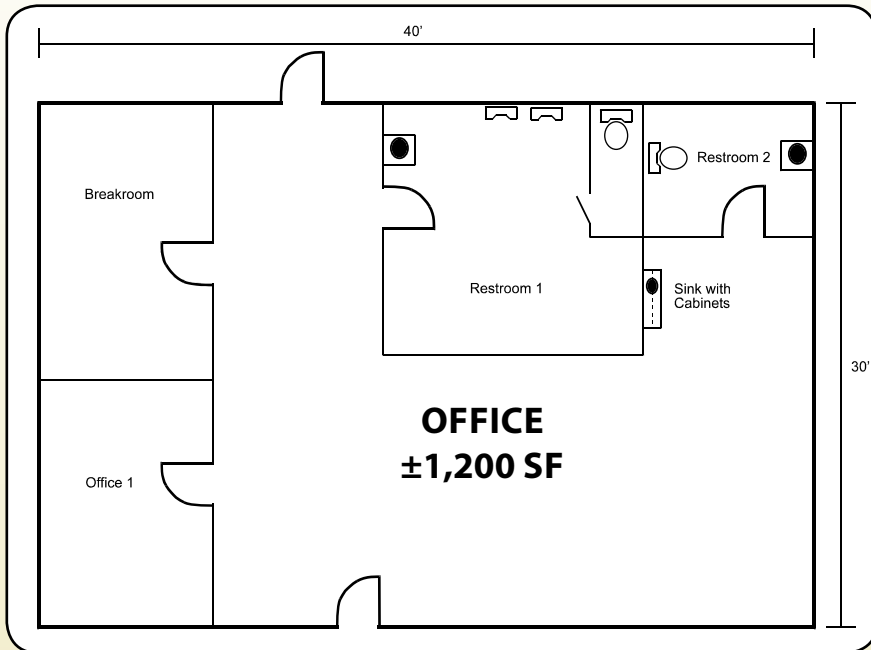 40'
Breakroom
Restroom 2
Restroom 1
Sink with
Cabinets
30'
OFFICE
±1,200 SF
Office 1